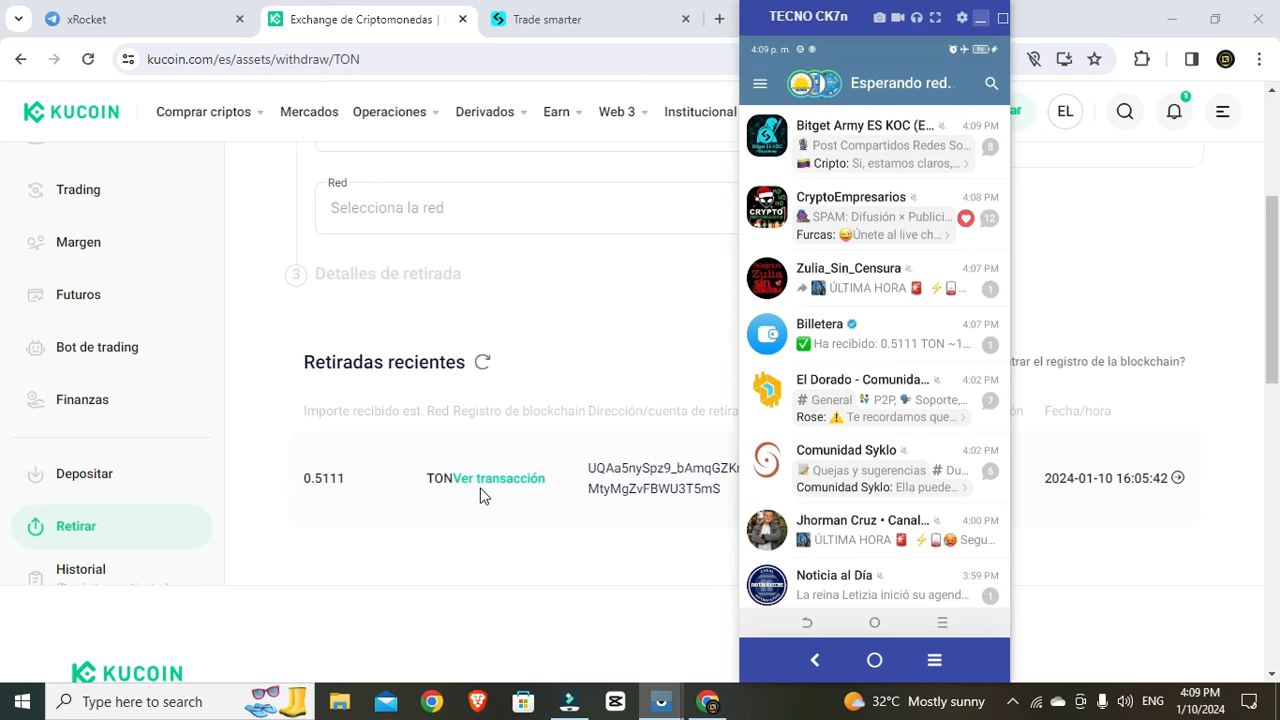 xRocket
Exchange de Criptomonedas |
Trade smarter
kucoin.com/es/assets/withdraw/TON
KUCOIN
Comprar criptos
Mercados
Operaciones
Derivados
Earn
Web 3
Institucional
ar
EL
1
Trading
Margen
Futuros
Bot de trading
Finanzas
Depositar
Retirar
Historial
Red
Selecciona la red
3 Detalles de retirada
Retiradas recientes
trar el registro de la blockchain?
Importe recibido est. Red Registro de blockchain Dirección/cuenta de retira
ón
Fecha/hora
0.5111
TON
Ver transacción
UQAa5nySpz9_bAmqGZKr
MtyMgZvFBWU3T5mS
2024-01-10 16:05:42
KUCOIN
TECNO CK7n
4:09 p. m.
Esperando red.
Bitget Army ES KOC (E...
4:09 PM
Post Compartidos Redes So...
8
Cripto: Si, estamos claros,...
CryptoEmpresarios
4:08 PM
SPAM: Difusión × Publici...
12
Furcas: Únete al live ch...
Zulia_Sin_Censura
4:07 PM
ÚLTIMA HORA
1
Billetera
4:07 PM
Ha recibido: 0.5111 TON ~1...
1
El Dorado - Comunida...
4:02 PM
# General P2P, Soporte,...
7
Rose: Te recordamos que...
Comunidad Syklo
4:02 PM
Quejas y sugerencias # Du...
6
Comunidad Syklo: Ella puede...
Jhorman Cruz • Canal...
4:00 PM
ÚLTIMA HORA Segu...
Noticia al Día
3:59 PM
La reina Letizia inició su agend...
1
Type here to search
32°C Mostly sunny
ENG
4:09 PM
1/10/2024